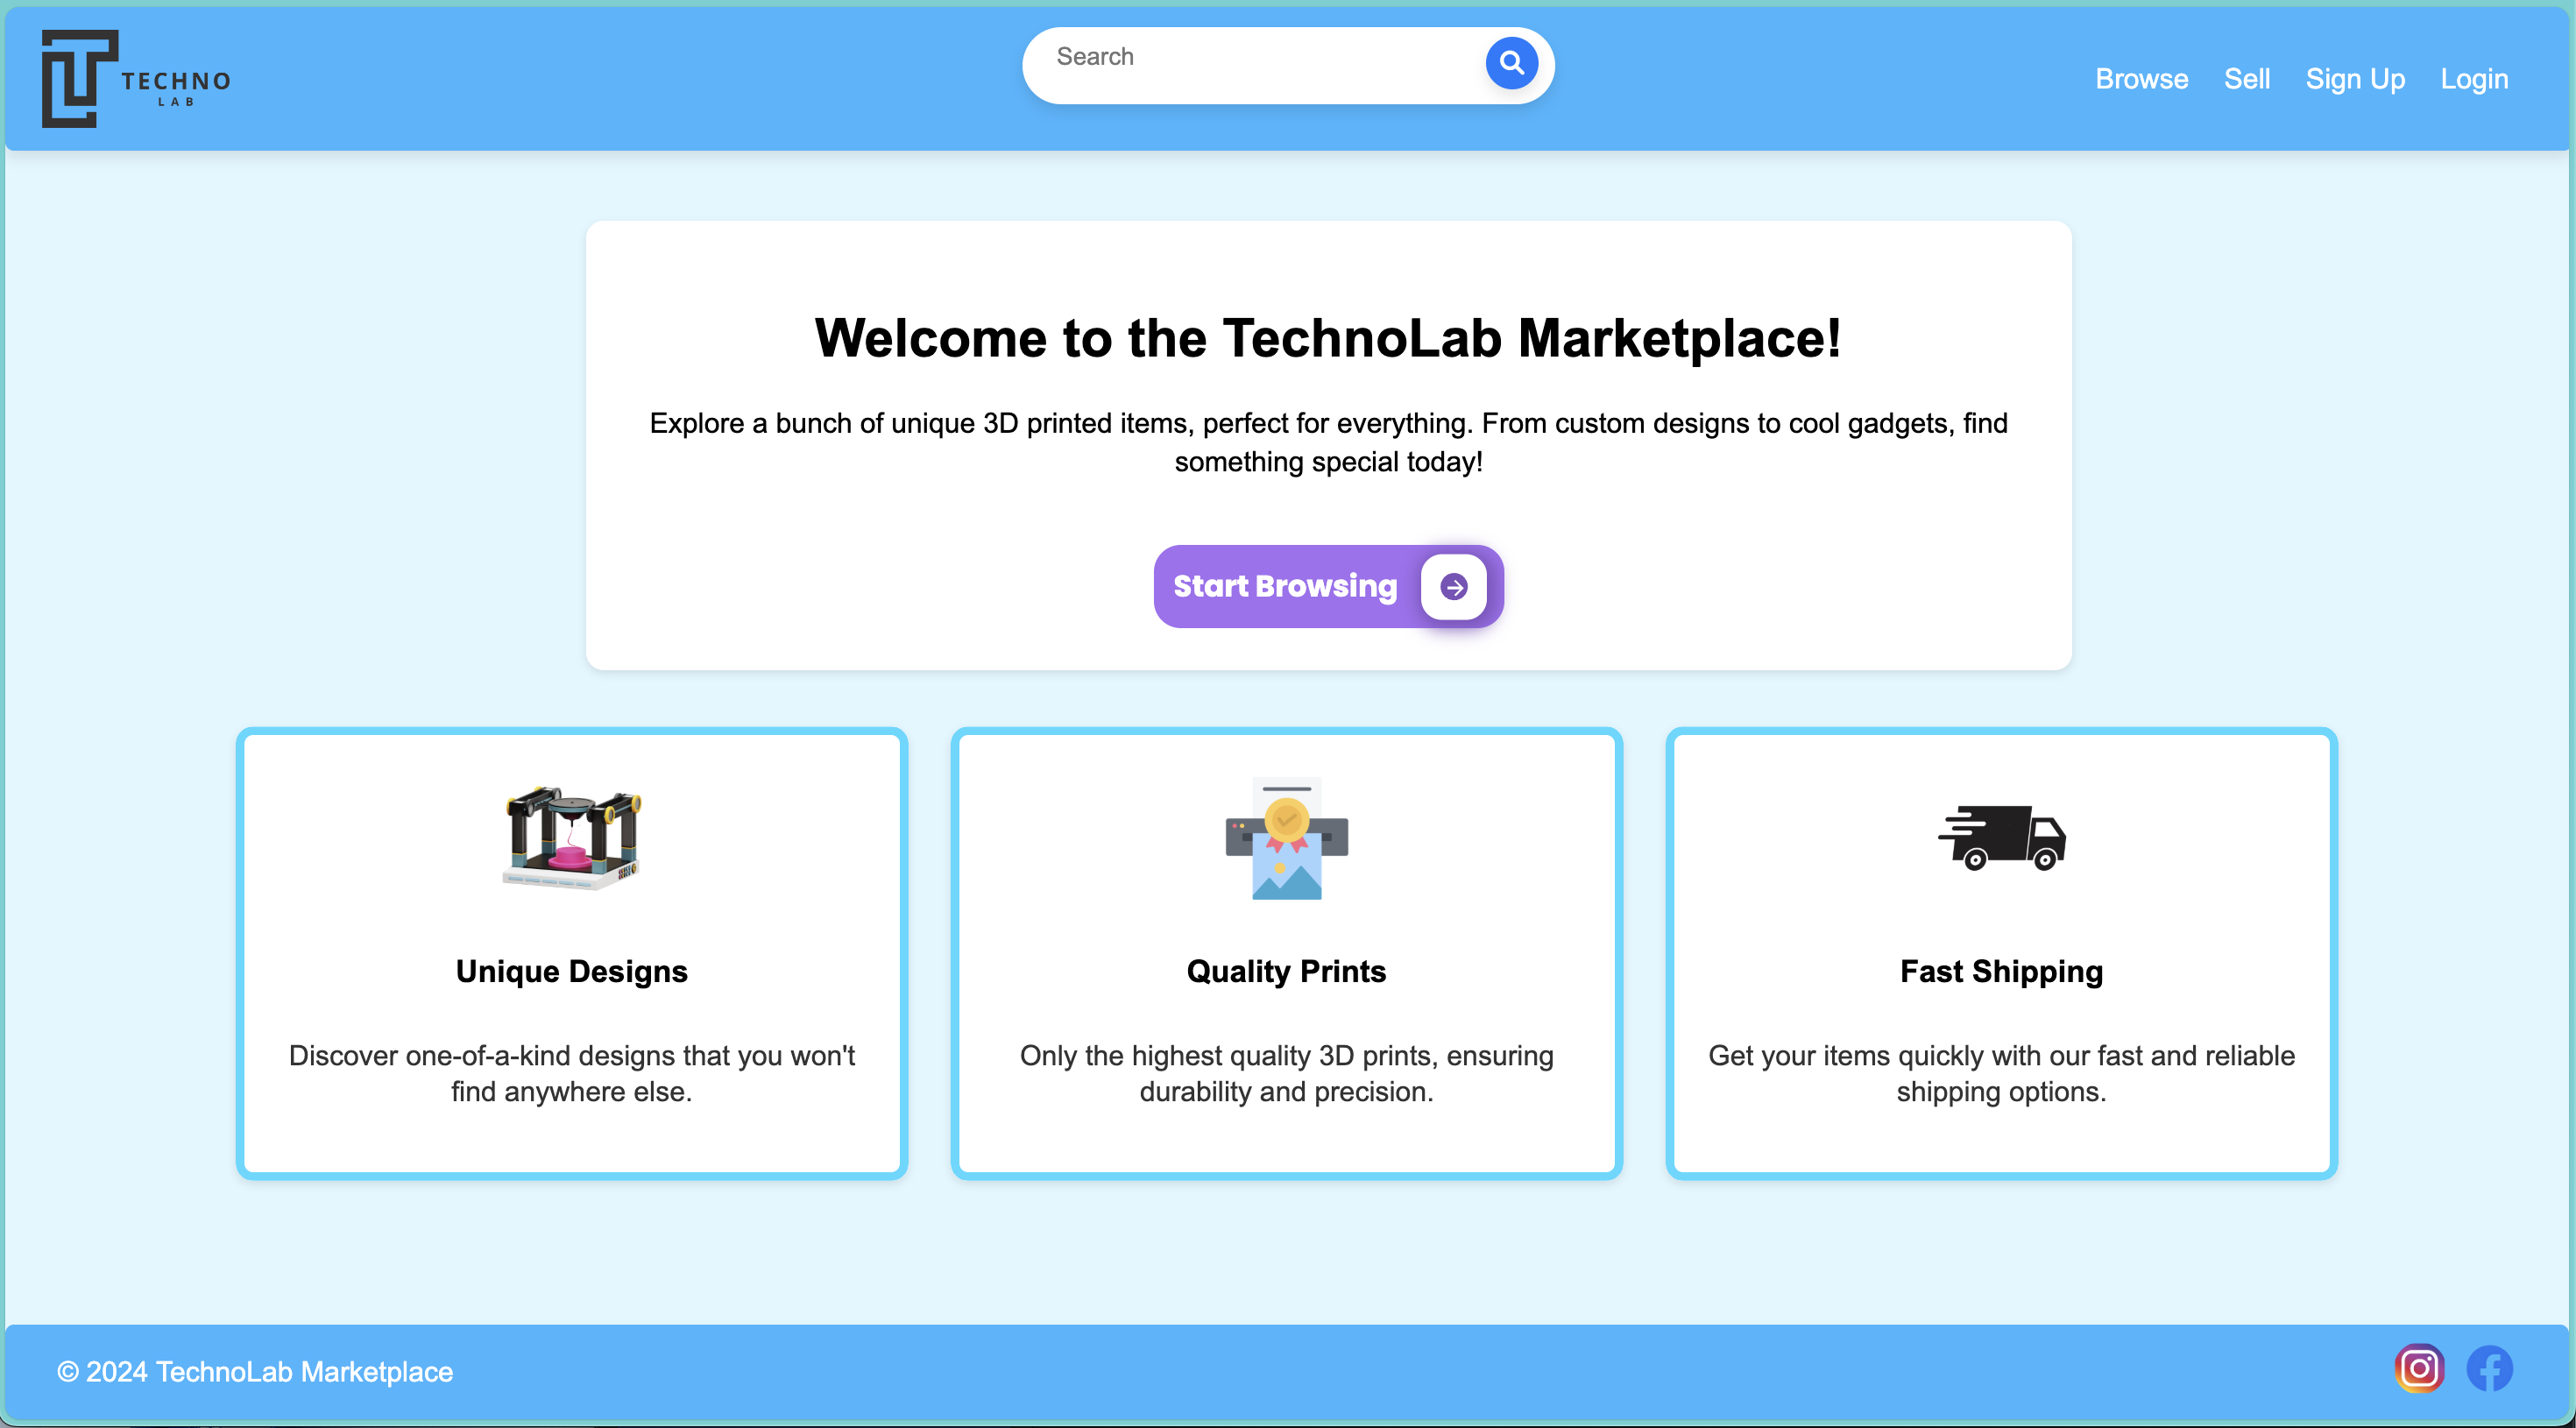 TECHNO
LAB
Search
Browse Sell Sign Up Login
Welcome to the TechnoLab Marketplace!
Explore a bunch of unique 3D printed items, perfect for everything. From custom designs to cool gadgets, find
something special today!
Start Browsing
Unique Designs
Discover one-of-a-kind designs that you won't
find anywhere else.
Quality Prints
Only the highest quality 3D prints, ensuring
durability and precision.
Fast Shipping
Get your items quickly with our fast and reliable
shipping options.
© 2024 TechnoLab Marketplace